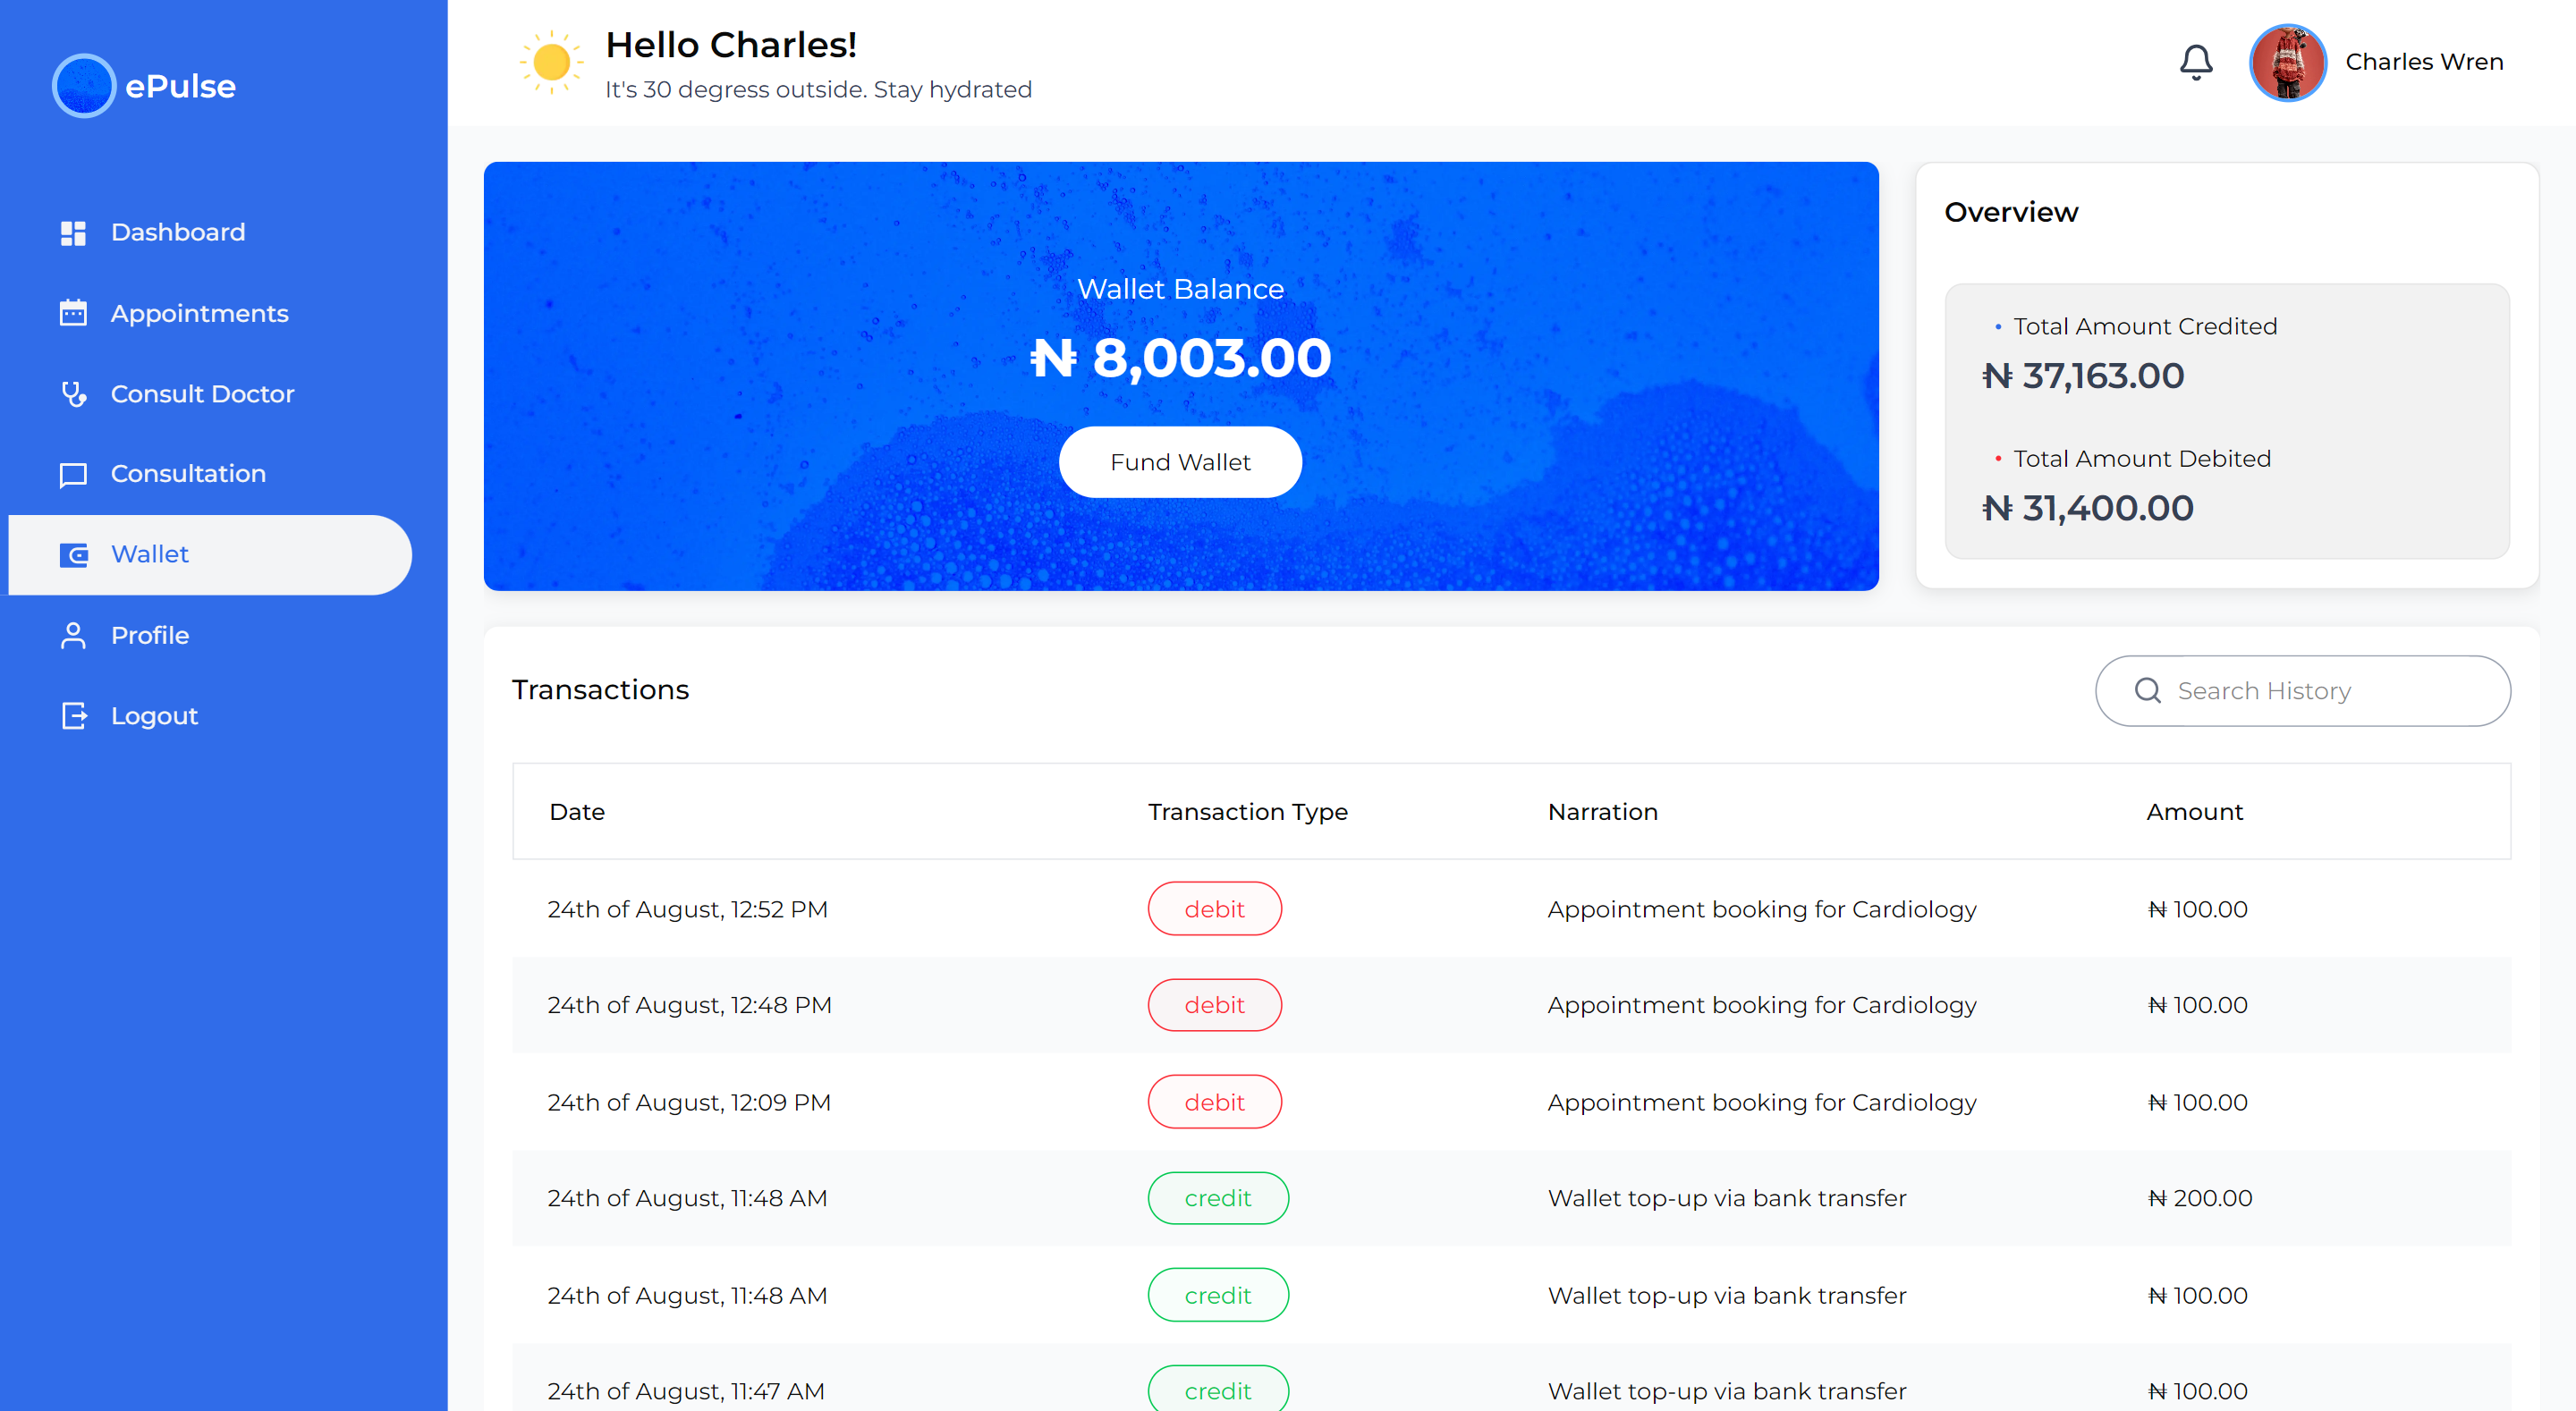 ePulse
Dashboard
Appointments
Consult Doctor
Consultation
Wallet
Profile
Logout
Hello Charles!
It's 30 degress outside. Stay hydrated
Charles Wren
Wallet Balance
₦ 8,003.00
Fund Wallet
Overview
• Total Amount Credited
₦ 37,163.00
• Total Amount Debited
₦ 31,400.00
Transactions
Search History
Date Transaction Type Narration Amount
24th of August, 12:52 PM debit Appointment booking for Cardiology ₦ 100.00
24th of August, 12:48 PM debit Appointment booking for Cardiology ₦ 100.00
24th of August, 12:09 PM debit Appointment booking for Cardiology ₦ 100.00
24th of August, 11:48 AM credit Wallet top-up via bank transfer ₦ 200.00
24th of August, 11:48 AM credit Wallet top-up via bank transfer ₦ 100.00
24th of August, 11:47 AM credit Wallet top-up via bank transfer ₦ 100.00